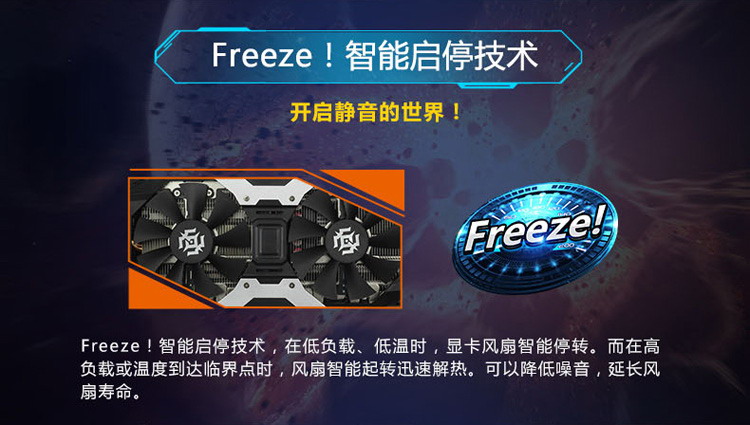 Freeze！智能启停技术
开启静音的世界！
Freeze!
Freeze！智能启停技术，在低负载、低温时，显卡风扇智能停转。而在高
负载或温度到达临界点时，风扇智能起转迅速解热。可以降低噪音，延长风
扇寿命。